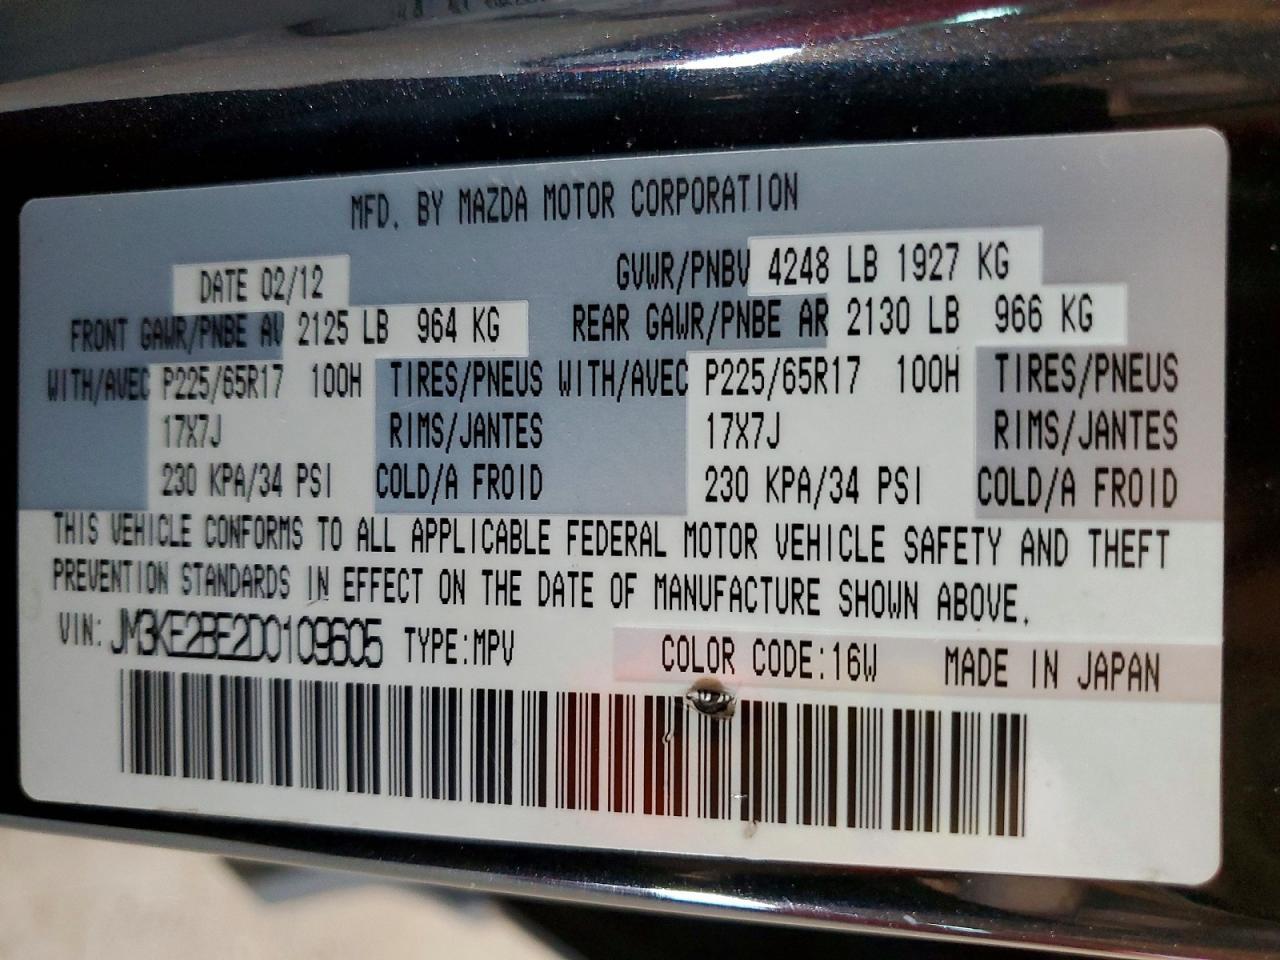 MFD. BY MAZDA MOTOR CORPORATION
DATE 02/12 GVWR/PNBV 4248 LB 1927 KG
FRONT GAWR/PNBE AV 2125 LB 964 KG REAR GAWR/PNBE AR 2130 LB 966 KG
WITH/AVEC P225/65R17 100H TIRES/PNEUS WITH/AVEC P225/65R17 100H TIRES/PNEUS
17X7J RIMS/JANTES 17X7J RIMS/JANTES
230 KPA/34 PSI COLD/A FROID 230 KPA/34 PSI COLD/A FROID
THIS VEHICLE CONFORMS TO ALL APPLICABLE FEDERAL MOTOR VEHICLE SAFETY AND THEFT
PREVENTION STANDARDS IN EFFECT ON THE DATE OF MANUFACTURE SHOWN ABOVE.
VIN: JM3KE2BE2D0109605 TYPE:MPV COLOR CODE:16W MADE IN JAPAN